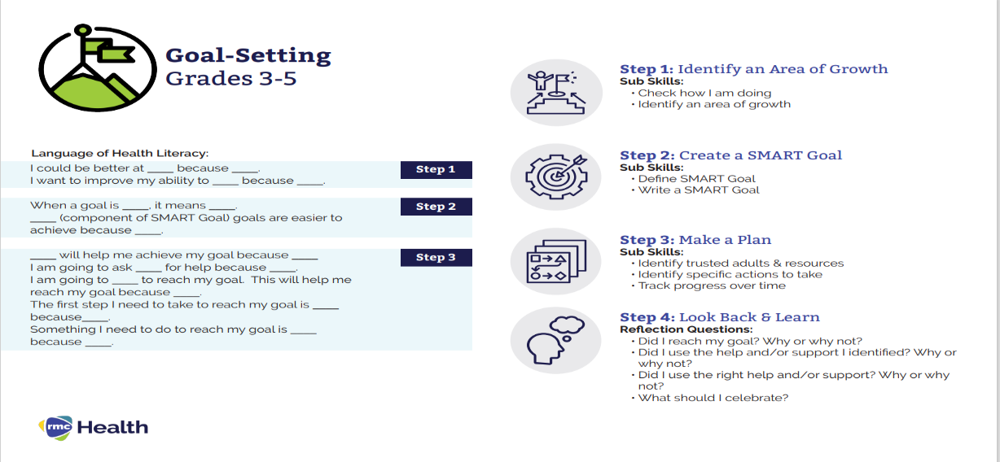 Goal-Setting
Grades 3-5
Language of Health Literacy:
I could be better at ____ because ____.
I want to improve my ability to ____ because ____.
Step 1
When a goal is ____, it means ____.
____ (component of SMART Goal) goals are easier to
achieve because ____.
Step 2
____ will help me achieve my goal because ____
I am going to ask ____ for help because ____.
I am going to ____ to reach my goal.  This will help me
reach my goal because ____.
The first step I need to take to reach my goal is ____
because____.
Something I need to do to reach my goal is ____
because ____.
Step 3
rmc Health
Step 1: Identify an Area of Growth
Sub Skills:
• Check how I am doing
• Identify an area of growth
Step 2: Create a SMART Goal
Sub Skills:
• Define SMART Goal
• Write a SMART Goal
Step 3: Make a Plan
Sub Skills:
• Identify trusted adults & resources
• Identify specific actions to take
• Track progress over time
Step 4: Look Back & Learn
Reflection Questions:
• Did I reach my goal? Why or why not?
• Did I use the help and/or support I identified? Why or
why not?
• Did I use the right help and/or support? Why or why
not?
• What should I celebrate?